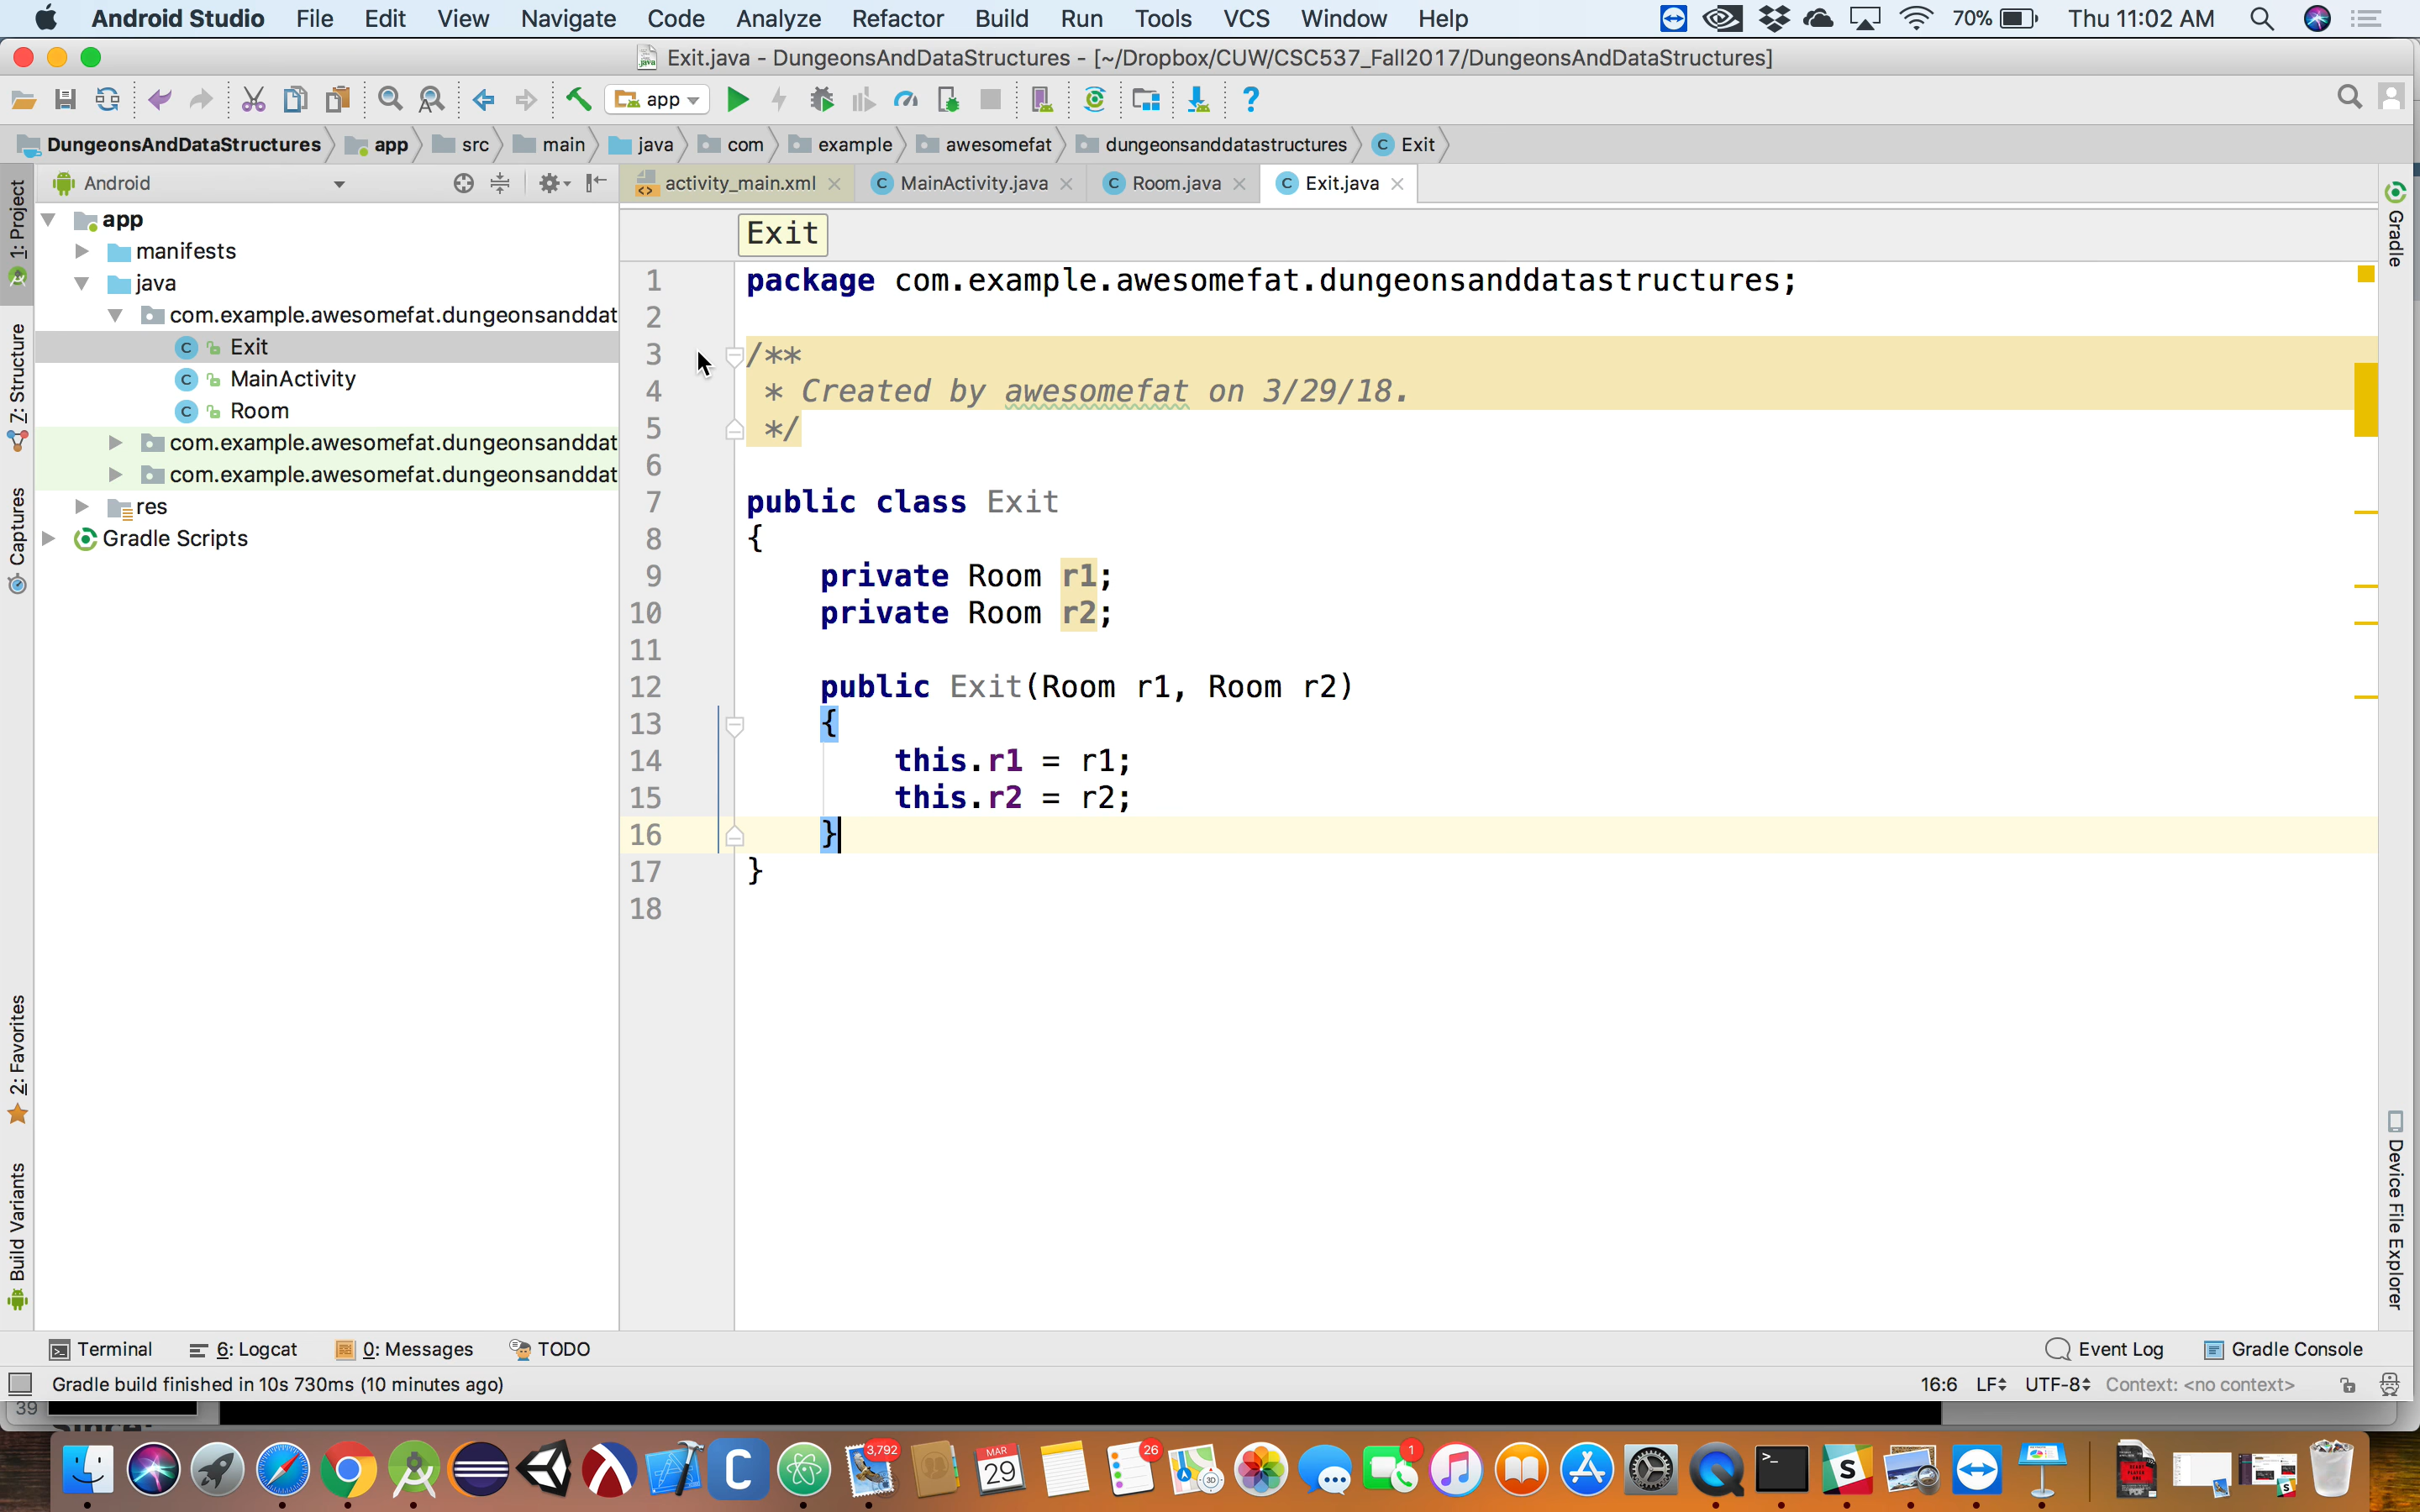 Android Studio File Edit View Navigate Code Analyze Refactor Build Run Tools VCS Window Help 70% Thu 11:02 AM
Exit.java - DungeonsAndDataStructures - [~/Dropbox/CUW/CSC537_Fall2017/DungeonsAndDataStructures]
app
DungeonsAndDataStructures app src main java com example awesomefat dungeonsanddatastructures Exit
Android
activity_main.xml MainActivity.java Room.java Exit.java
1: Project
Z: Structure
Captures
2: Favorites
Build Variants
app
manifests
java
com.example.awesomefat.dungeonsanddat
Exit
MainActivity
Room
com.example.awesomefat.dungeonsanddat
com.example.awesomefat.dungeonsanddat
res
Gradle Scripts
Exit
1 package com.example.awesomefat.dungeonsanddatastructures;
2
3 /**
4 * Created by awesomefat on 3/29/18.
5 */
6
7 public class Exit
8 {
9 private Room r1;
10 private Room r2;
11
12 public Exit(Room r1, Room r2)
13 {
14 this.r1 = r1;
15 this.r2 = r2;
16 }
17 }
18
Gradle
Device File Explorer
Terminal 6: Logcat 0: Messages TODO Event Log Gradle Console
Gradle build finished in 10s 730ms (10 minutes ago) 16:6 LF UTF-8 Context: <no context>
39
3,792
MAR
29
26
3D
1